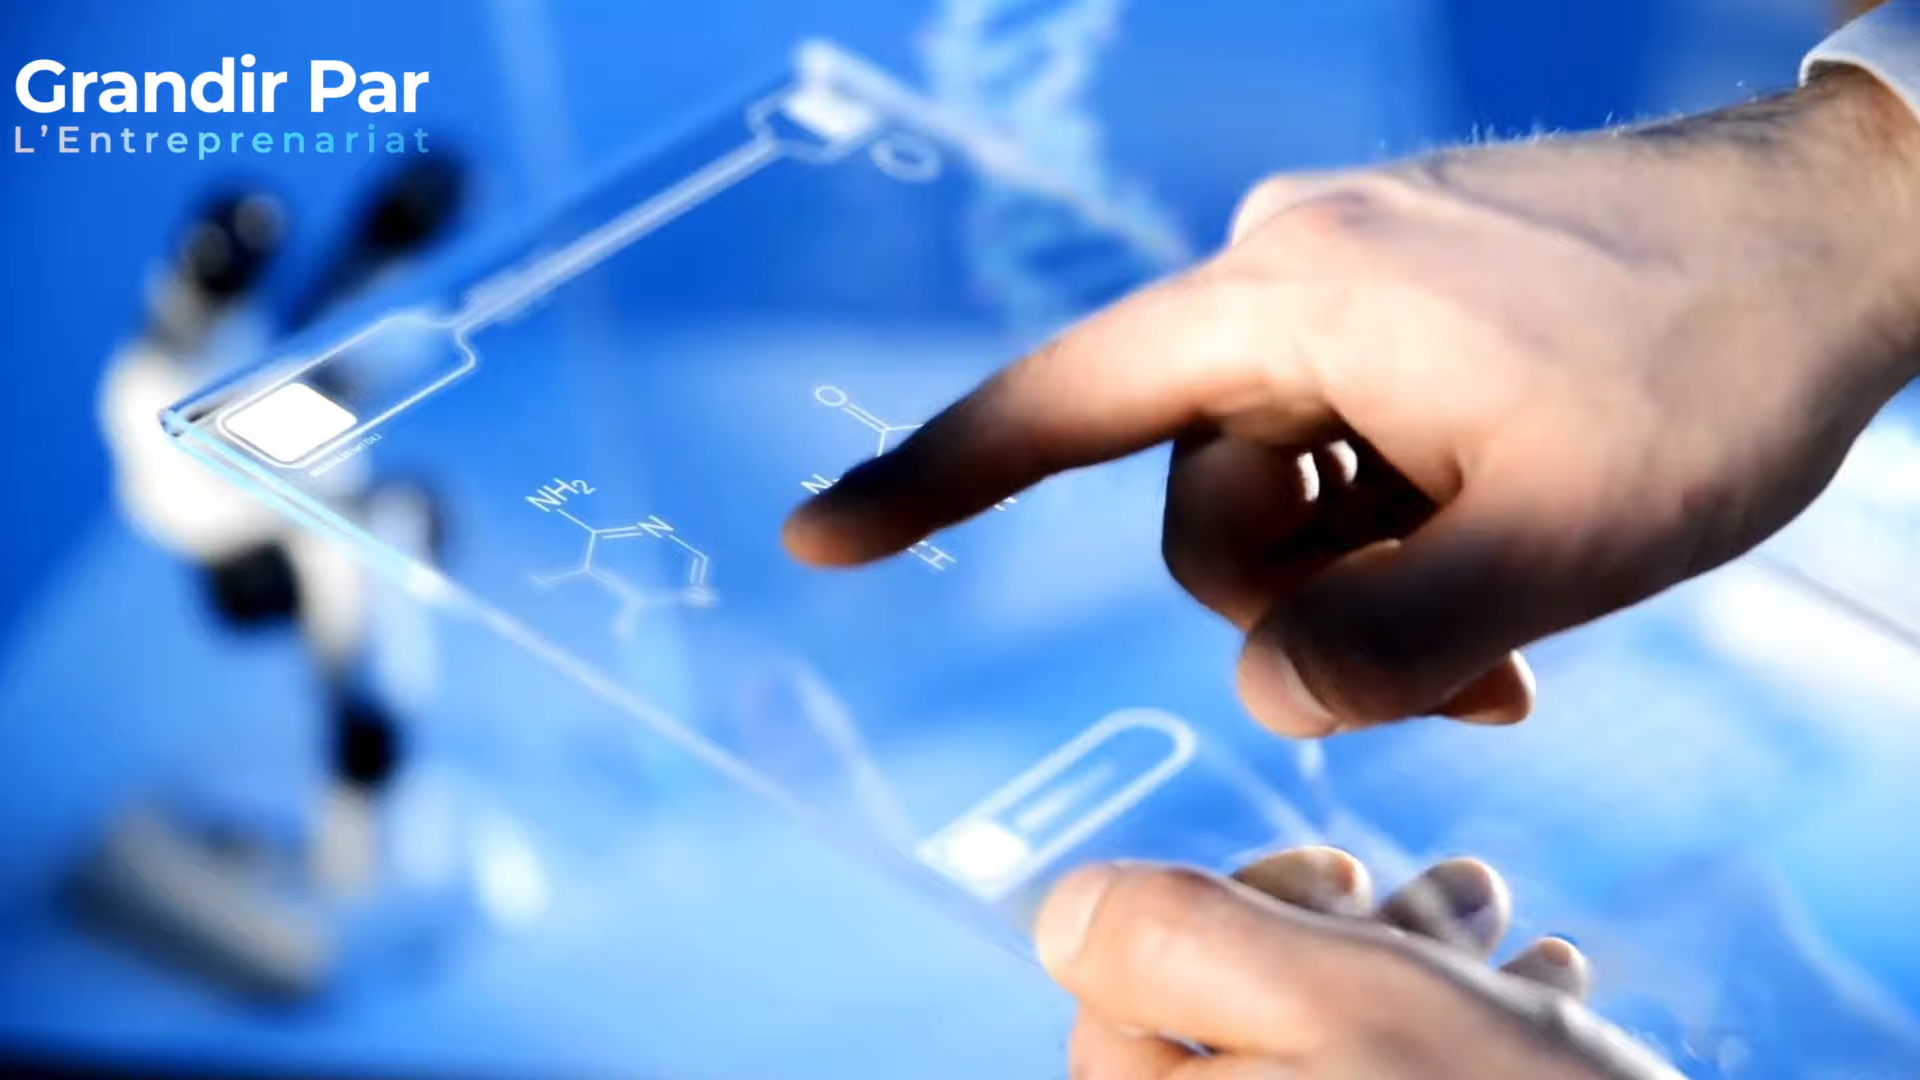 Grandir Par
L'Entreprenariat
O
NH₂
N
N
N
N
H